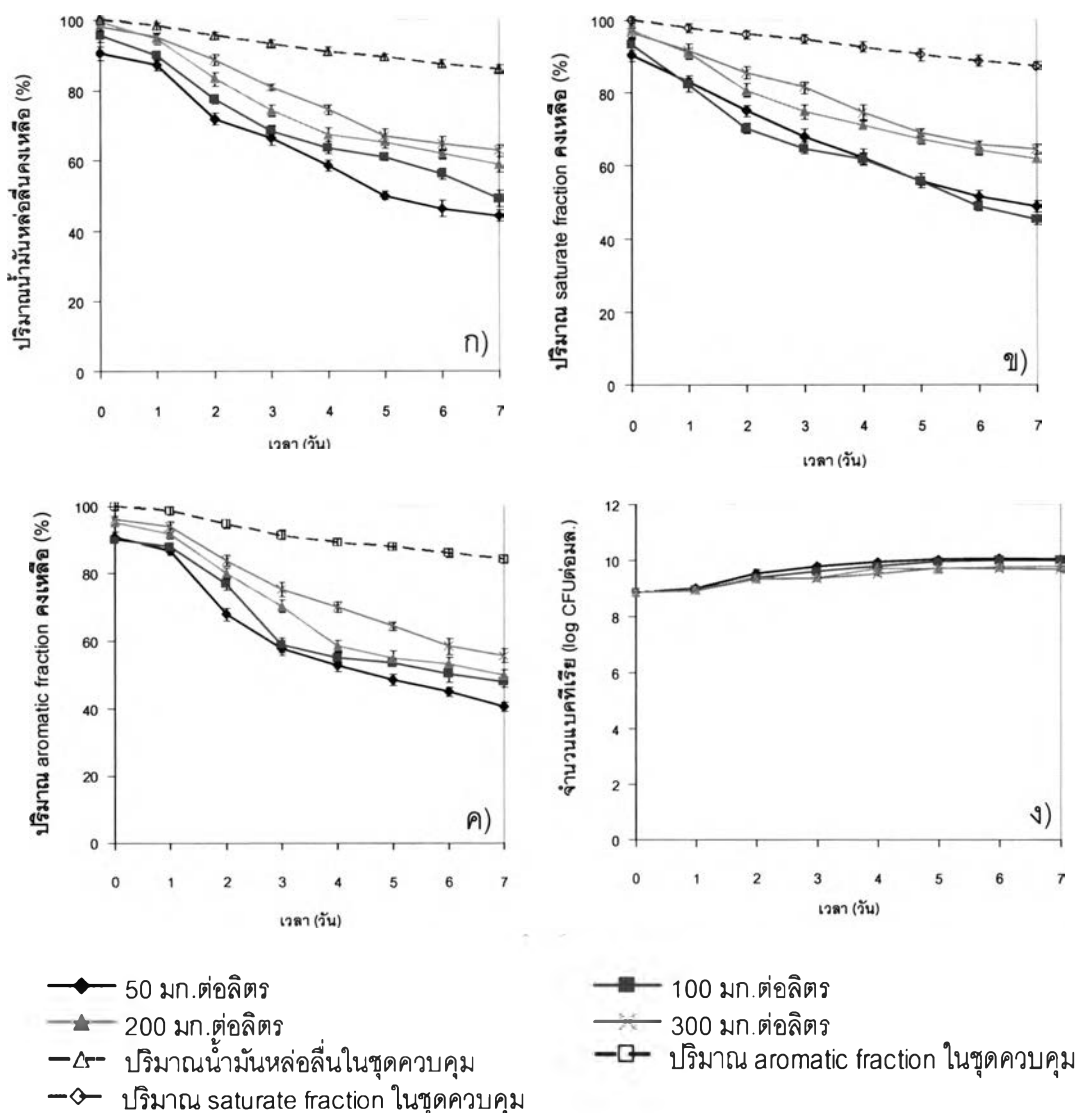 ปริมาณน้ำมันหล่อลื่นคงเหลือ (%)
100
80
60
40
20
0
ก)
0 1 2 3 4 5 6 7
เวลา (วัน)
ปริมาณ saturate fraction คงเหลือ (%)
100
80
60
40
20
0
ข)
0 1 2 3 4 5 6 7
เวลา (วัน)
ปริมาณ aromatic fraction คงเหลือ (%)
100
80
60
40
20
0
ค)
0 1 2 3 4 5 6 7
เวลา (วัน)
จำนวนแบคทีเรีย (log CFUต่อมล.)
12
10
8
6
4
2
0
ง)
0 1 2 3 4 5 6 7
เวลา (วัน)
50 มก.ต่อลิตร
100 มก.ต่อลิตร
200 มก.ต่อลิตร
300 มก.ต่อลิตร
ปริมาณน้ำมันหล่อลื่นในชุดควบคุม
ปริมาณ aromatic fraction ในชุดควบคุม
ปริมาณ saturate fraction ในชุดควบคุม